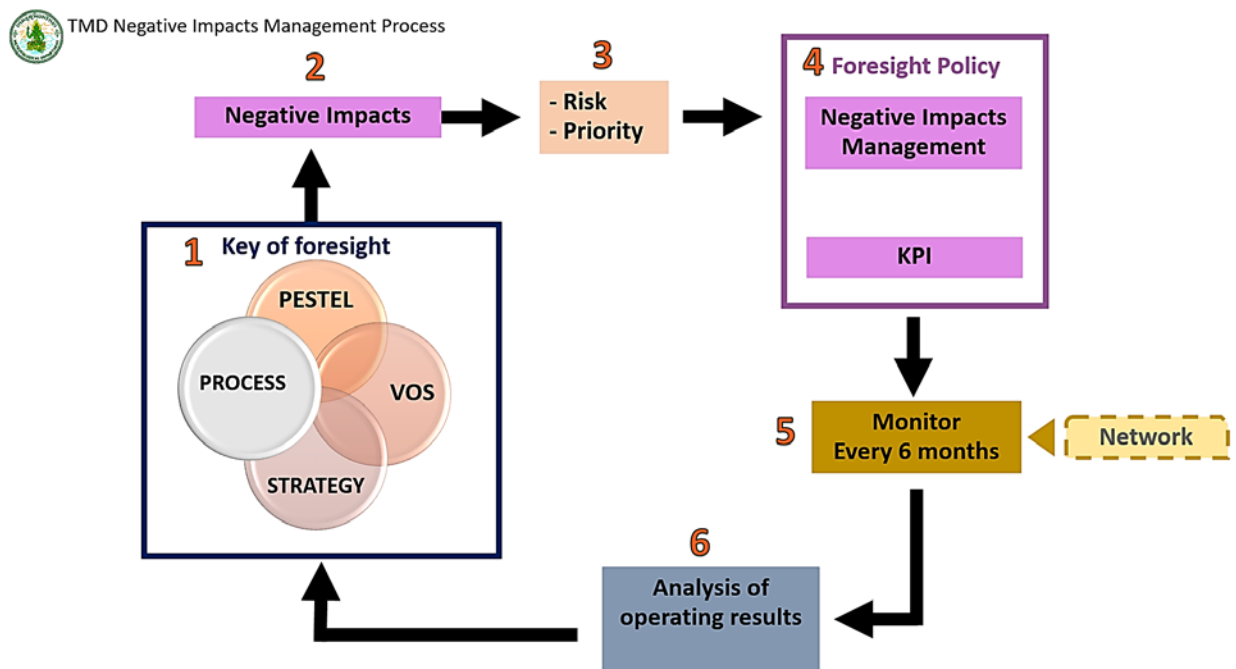 TMD Negative Impacts Management Process
1
Key of foresight
PESTEL
PROCESS
VOS
STRATEGY
2
Negative Impacts
3
- Risk
- Priority
4
Foresight Policy
Negative Impacts
Management
KPI
5
Monitor
Every 6 months
Network
6
Analysis of
operating results